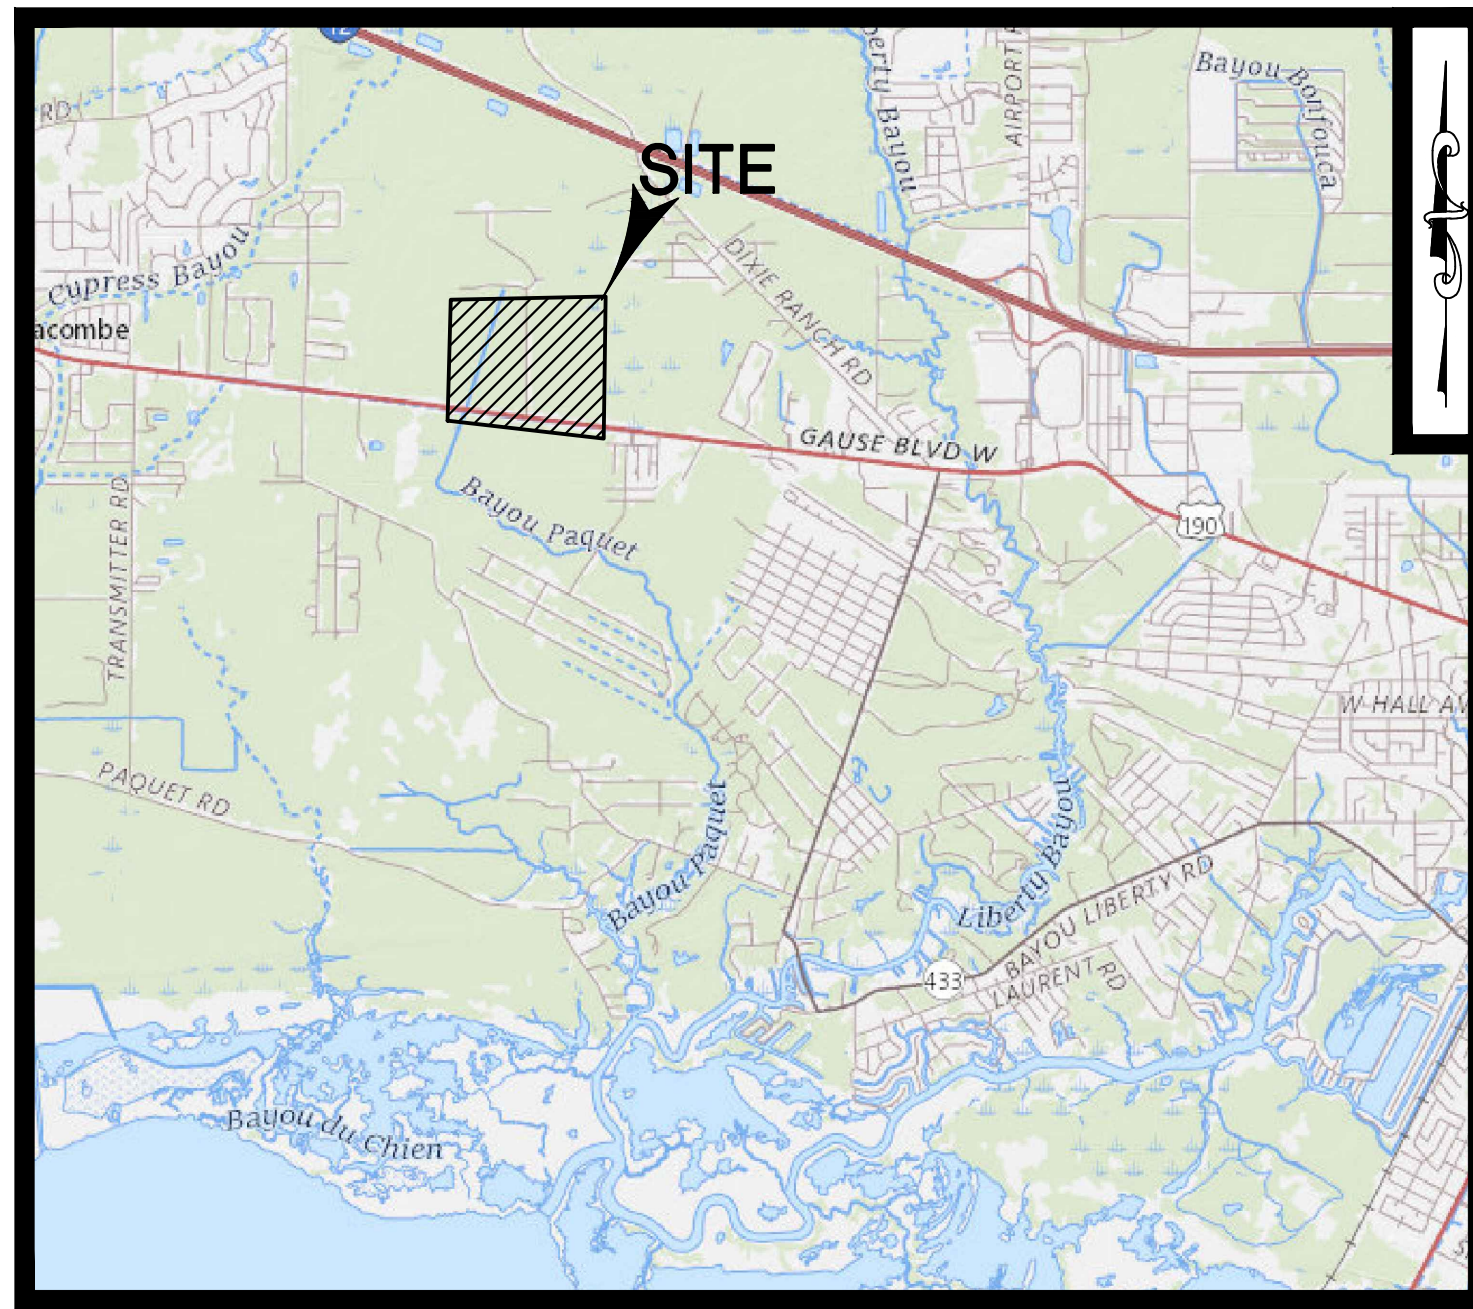 12
Liberty Bayou
AIRPORT R
Bayou Bonfouca
RD
SITE
Cypress Bayou
DIXIE RANCH RD
acombe
GAUSE BLVD W
Bayou Paquet
190
TRANSMITTER RD
W HALL AV
PAQUET RD
Bayou Paquet
Liberty Bayou
BAYOU LIBERTY RD
433
LAURENT RD
Bayou du Chien